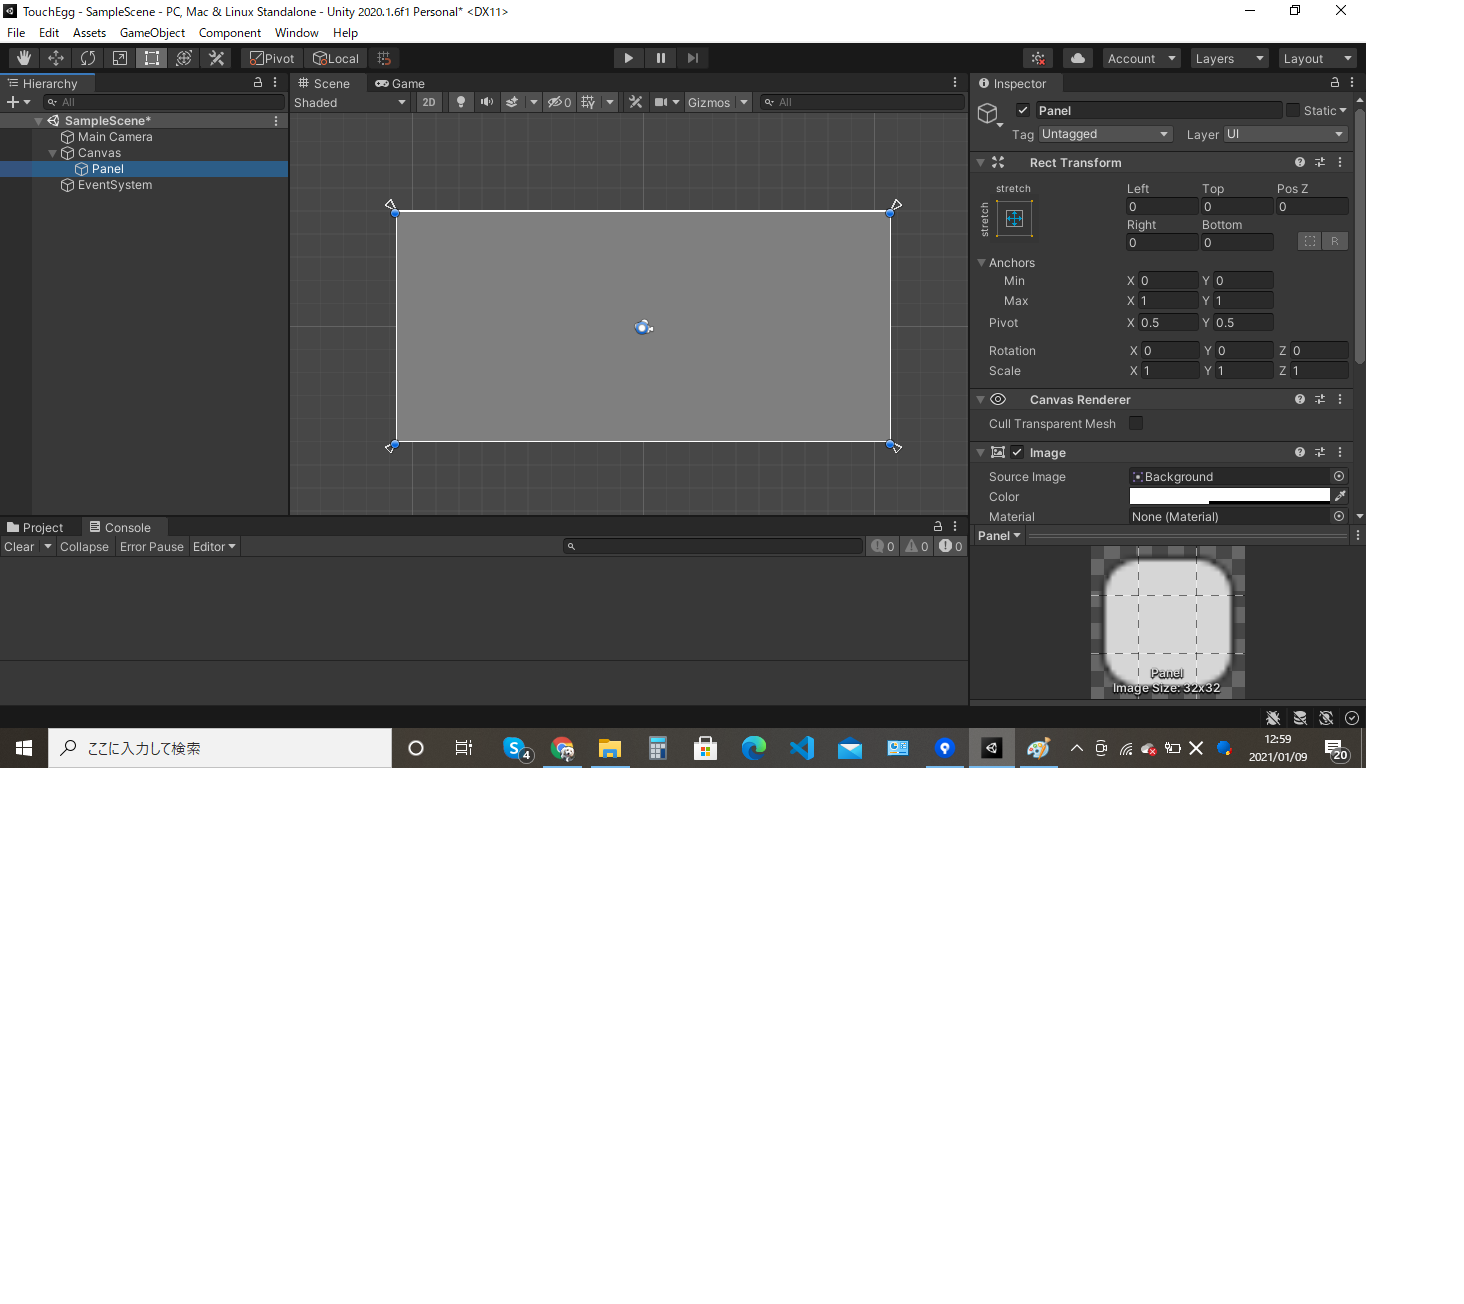 TouchEgg - SampleScene - PC, Mac & Linux Standalone - Unity 2020.1.6f1 Personal* <DX11>
File Edit Assets GameObject Component Window Help
Pivot Local Account Layers Layout
Hierarchy
All
SampleScene*
Main Camera
Canvas
Panel
EventSystem
Scene Game
Shaded 2D 0 Gizmos All
Inspector
Panel Static
Tag Untagged Layer UI
Rect Transform
stretch
stretch
Left Top Pos Z
0 0 0
Right Bottom
0 0 R
Anchors
Min X 0 Y 0
Max X 1 Y 1
Pivot X 0.5 Y 0.5
Rotation X 0 Y 0 Z 0
Scale X 1 Y 1 Z 1
Canvas Renderer
Cull Transparent Mesh
Image
Source Image Background
Color
Material None (Material)
Panel
Panel
Image Size: 32x32
Project Console
Clear Collapse Error Pause Editor 0 0 0
ここに入力して検索
S 4
12:59
2021/01/09
20